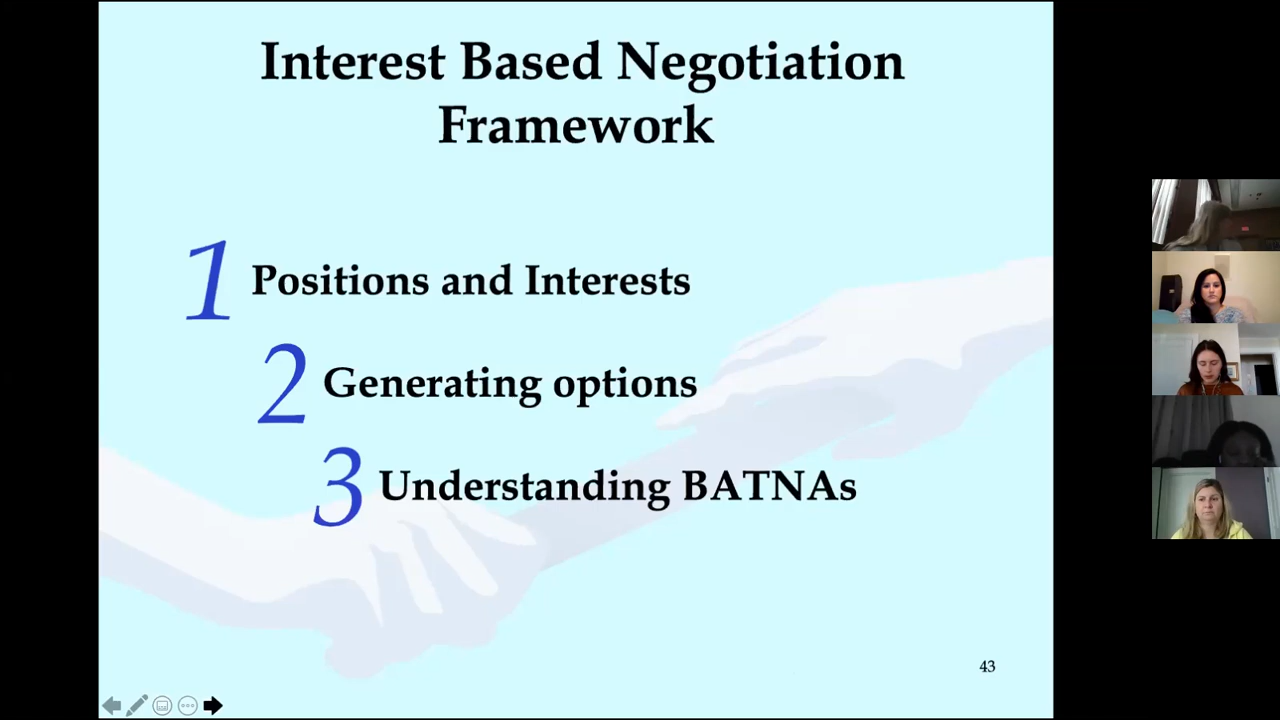 Interest Based Negotiation
Framework
1 Positions and Interests
2 Generating options
3 Understanding BATNAs
43